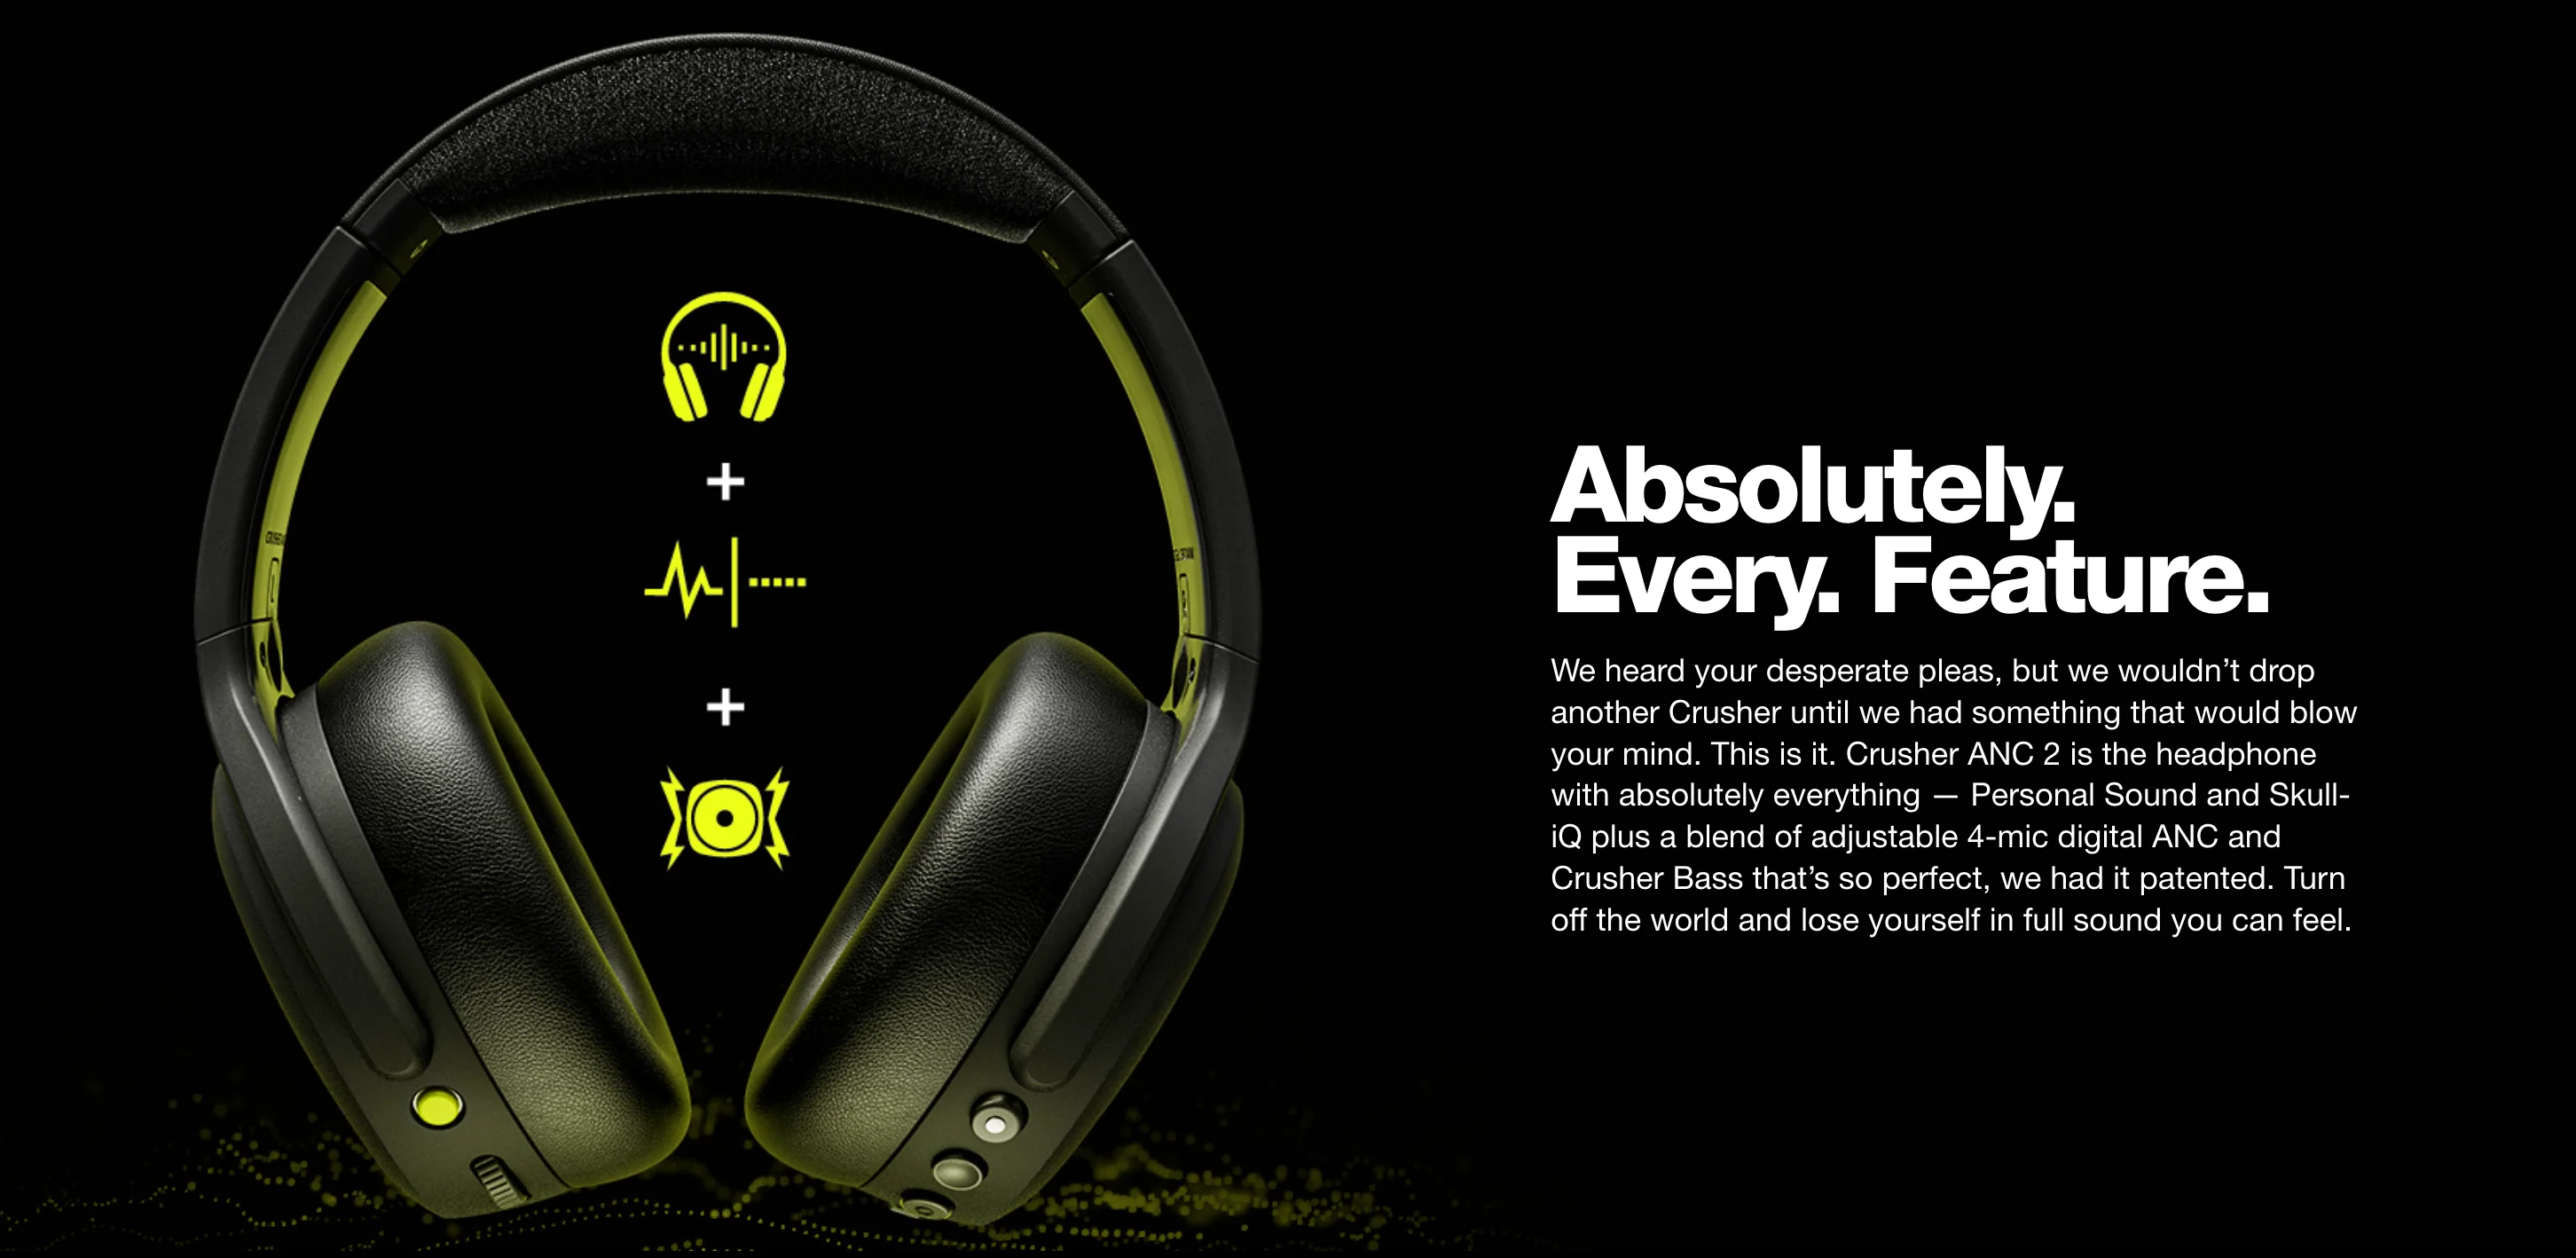 Absolutely.
Every. Feature.
We heard your desperate pleas, but we wouldn’t drop
another Crusher until we had something that would blow
your mind. This is it. Crusher ANC 2 is the headphone
with absolutely everything — Personal Sound and Skull-
iQ plus a blend of adjustable 4-mic digital ANC and
Crusher Bass that’s so perfect, we had it patented. Turn
off the world and lose yourself in full sound you can feel.